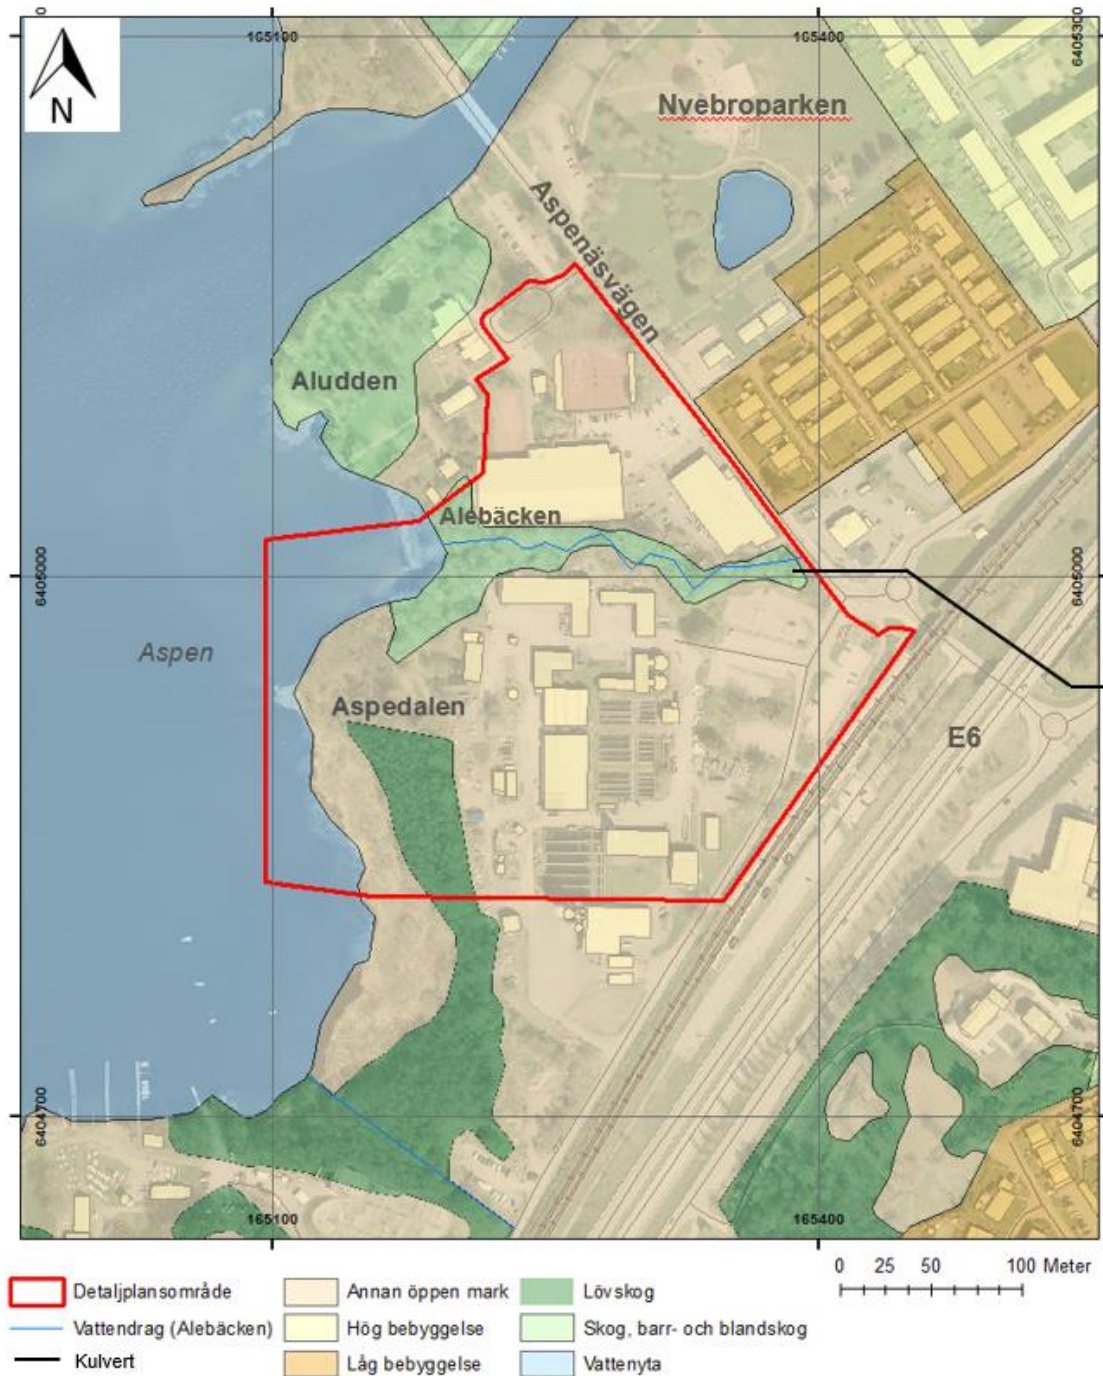 165100
165400
6405300
N
Nyebroparken
Aspenäsvägen
Aludden
Alebäcken
6405000
6405000
Aspen
Aspedalen
E6
6404700
6404700
165100
165400
0 25 50 100 Meter
Detaljplansområde
Annan öppen mark
Lövskog
Vattendrag (Alebäcken)
Hög bebyggelse
Skog, barr- och blandskog
Kulvert
Låg bebyggelse
Vattenyta